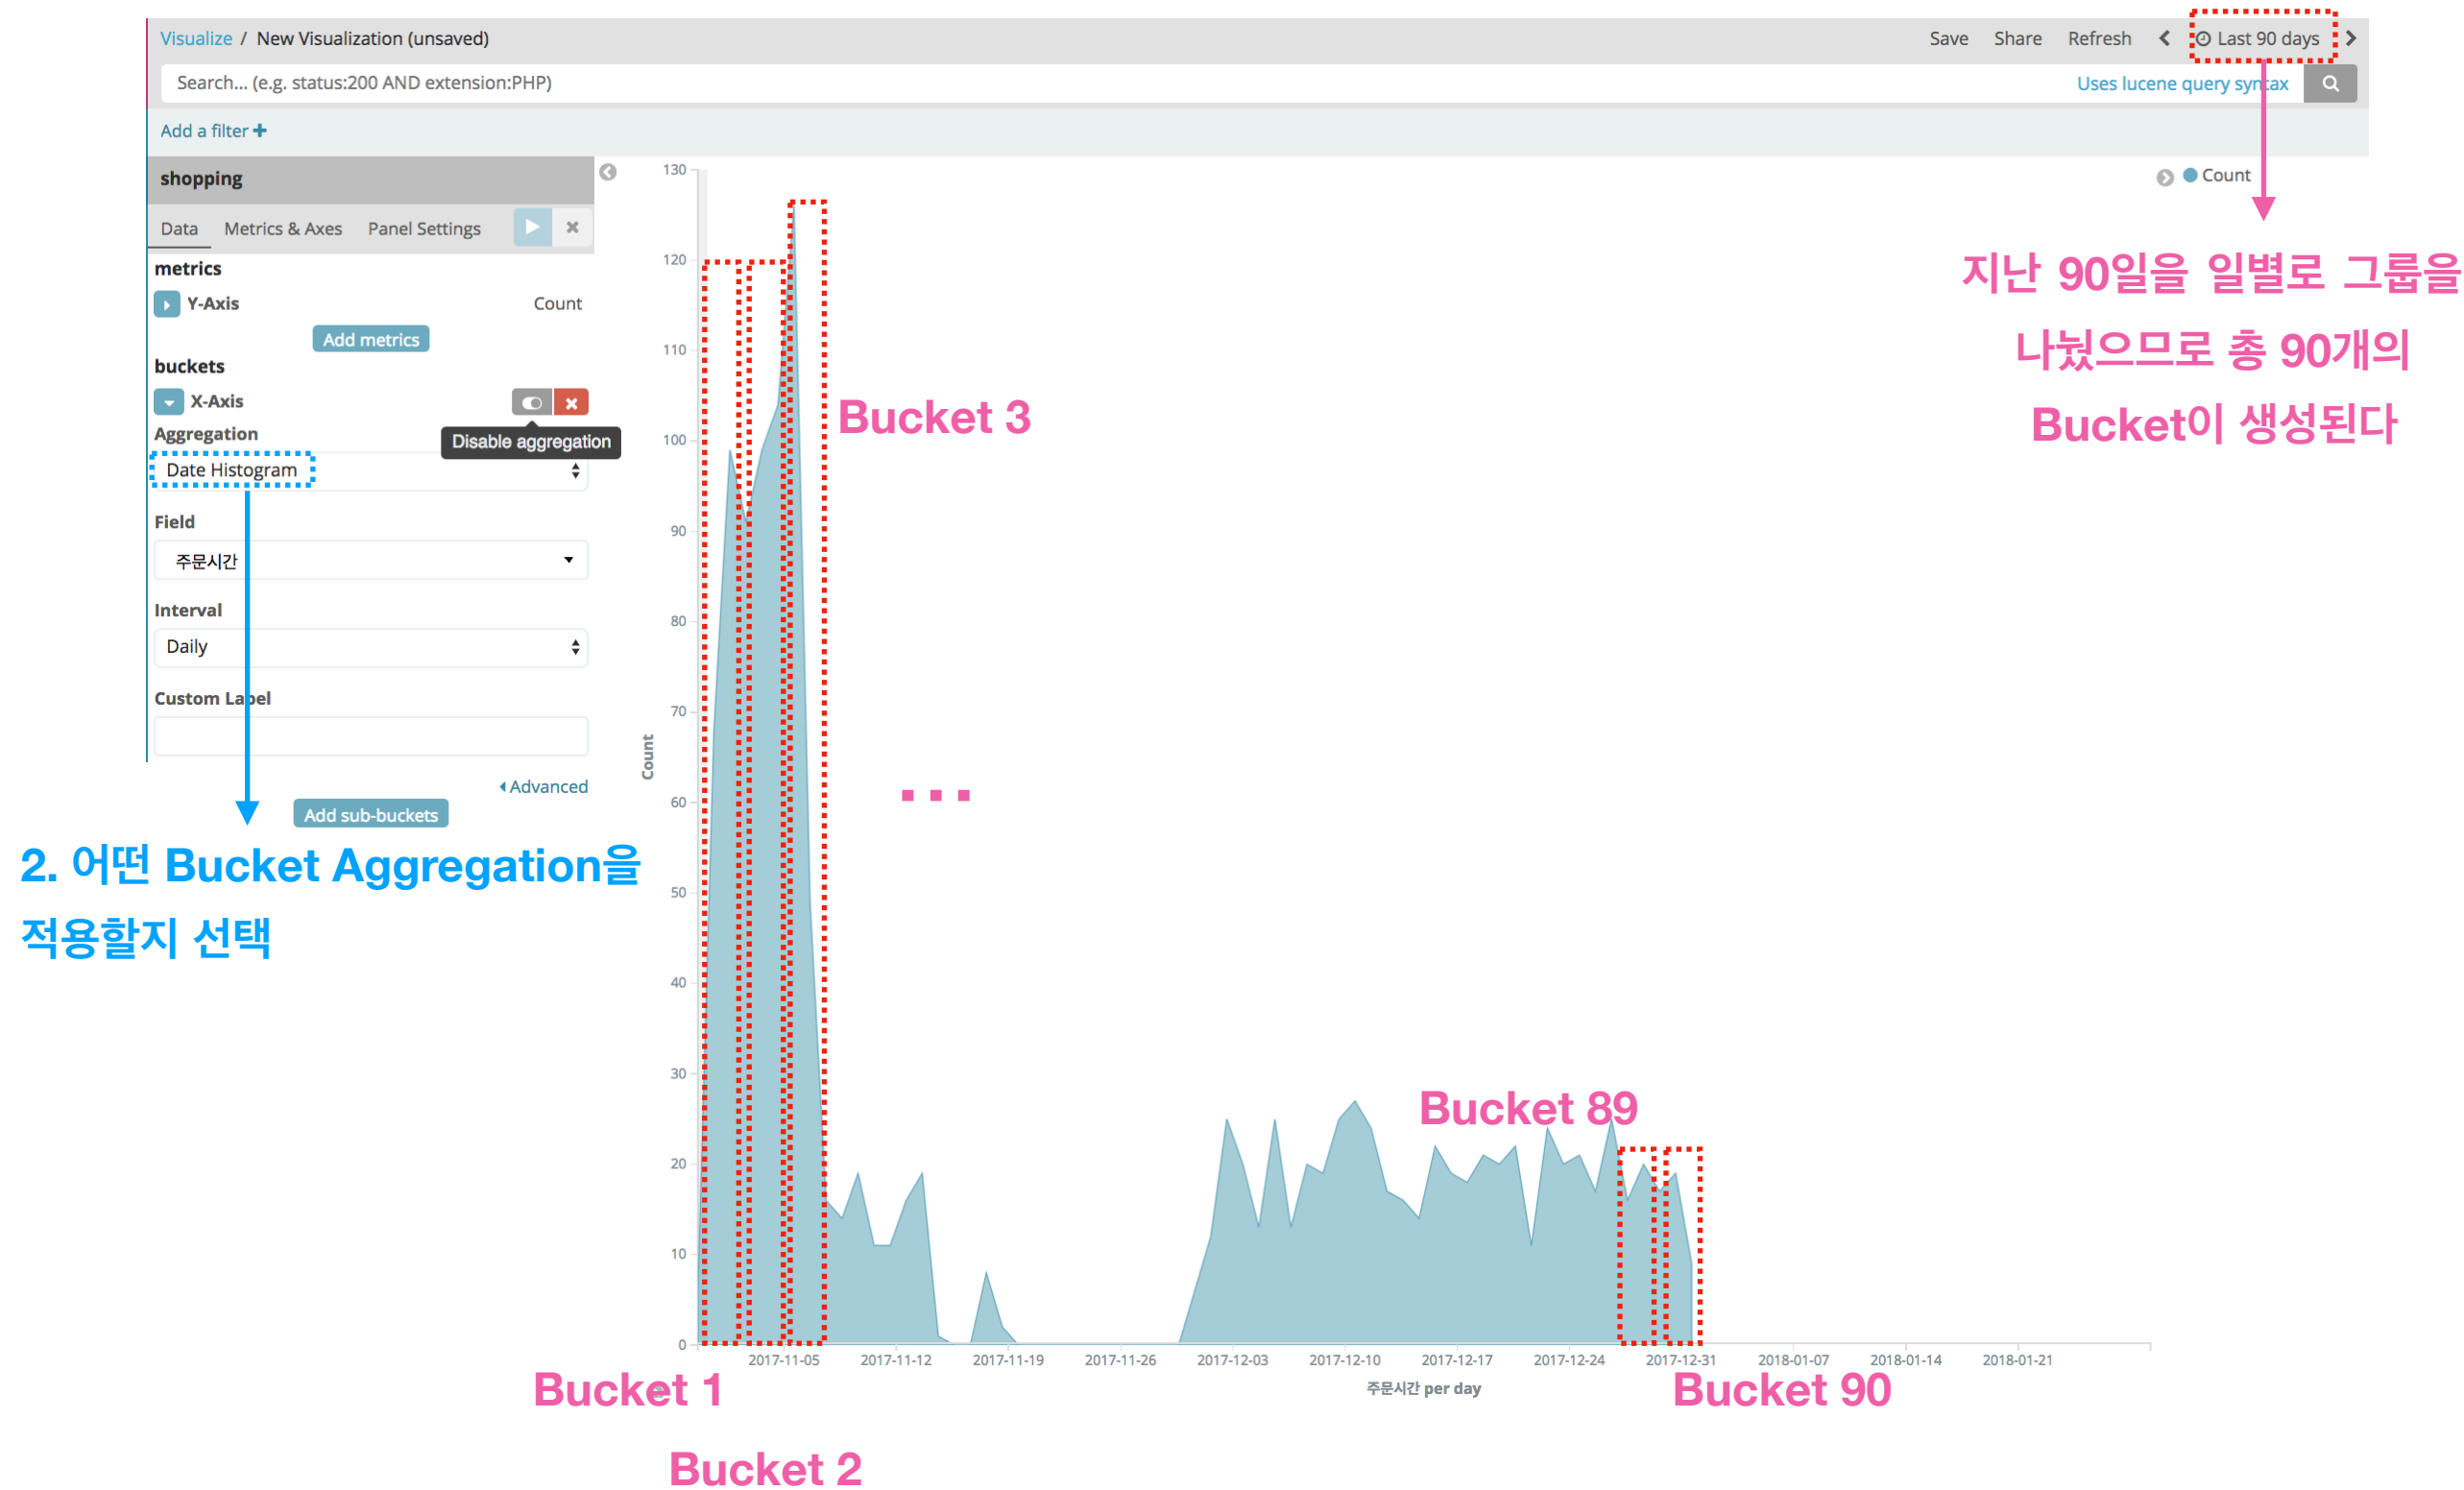 Visualize / New Visualization (unsaved)
Save Share Refresh Last 90 days
Search... (e.g. status:200 AND extension:PHP)
Uses lucene query syntax
Add a filter
shopping
Data Metrics & Axes Panel Settings
metrics
Y-Axis Count
Add metrics
buckets
X-Axis
Aggregation
Disable aggregation
Date Histogram
Field
주문시간
Interval
Daily
Custom Label
Advanced
Add sub-buckets
2. 어떤 Bucket Aggregation을
적용할지 선택
Count
지난 90일을 일별로 그룹을
나눴으므로 총 90개의
Bucket이 생성된다
130
120
110
100
90
80
70
60
50
40
30
20
10
0
Count
Bucket 3
...
Bucket 89
2017-11-05 2017-11-12 2017-11-19 2017-11-26 2017-12-03 2017-12-10 2017-12-17 2017-12-24 2017-12-31 2018-01-07 2018-01-14 2018-01-21
주문시간 per day
Bucket 1
Bucket 90
Bucket 2